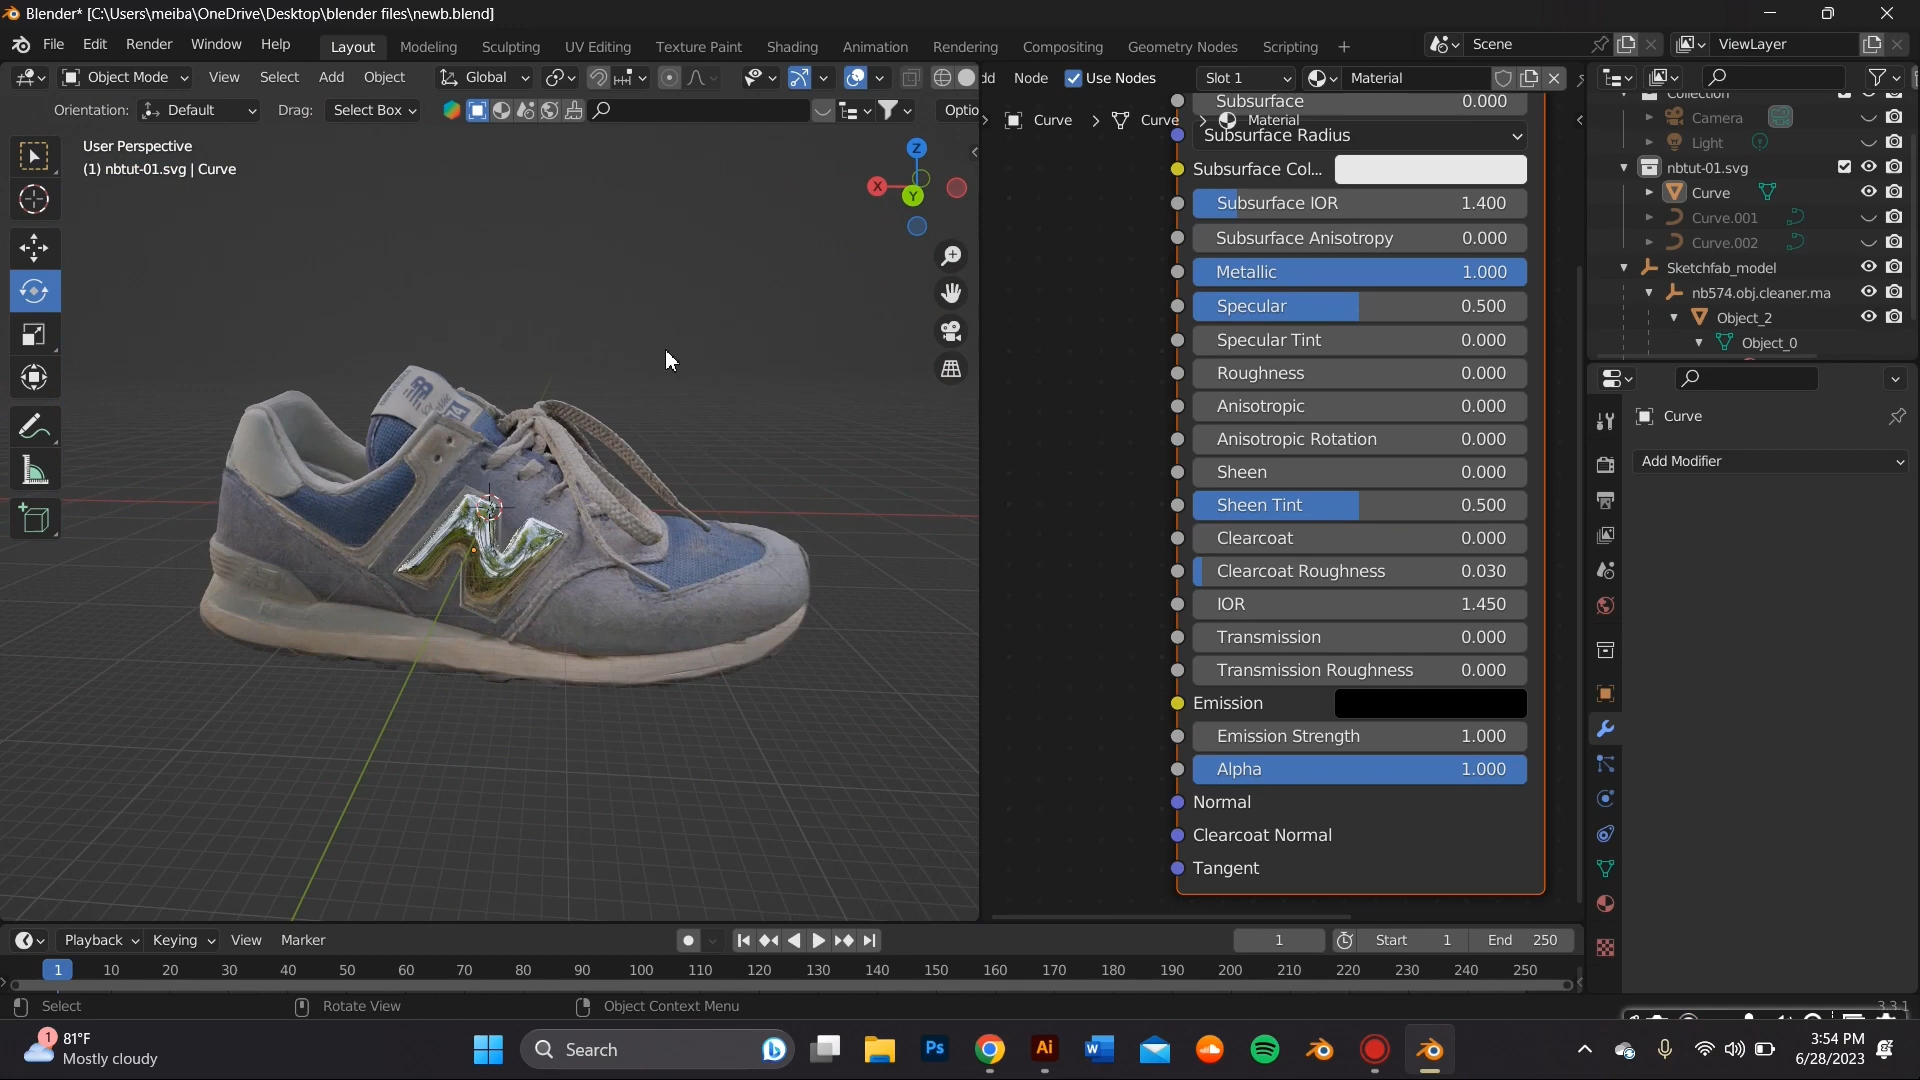 Blender* [C:\Users\meiba\OneDrive\Desktop\blender files\newb.blend]
File Edit Render Window Help Layout Modeling Sculpting UV Editing Texture Paint Shading Animation Rendering Compositing Geometry Nodes Scripting + Scene ViewLayer
Object Mode View Select Add Object Global dd Node Use Nodes Slot 1 Material
Orientation: Default Drag: Select Box Optio
Curve > Curve > Material
User Perspective
(1) nbtut-01.svg | Curve
X Y Z
Subsurface 0.000
Subsurface Radius
Subsurface Col...
Subsurface IOR 1.400
Subsurface Anisotropy 0.000
Metallic 1.000
Specular 0.500
Specular Tint 0.000
Roughness 0.000
Anisotropic 0.000
Anisotropic Rotation 0.000
Sheen 0.000
Sheen Tint 0.500
Clearcoat 0.000
Clearcoat Roughness 0.030
IOR 1.450
Transmission 0.000
Transmission Roughness 0.000
Emission
Emission Strength 1.000
Alpha 1.000
Normal
Clearcoat Normal
Tangent
Collection
Camera
Light
nbtut-01.svg
Curve
Curve.001
Curve.002
Sketchfab_model
nb574.obj.cleaner.ma
Object_2
Object_0
Curve
Add Modifier
Playback Keying View Marker 1 Start 1 End 250
1 10 20 30 40 50 60 70 80 90 100 110 120 130 140 150 160 170 180 190 200 210 220 230 240 250
Select Rotate View Object Context Menu 3.3.1
1 81°F
Mostly cloudy
Search
Ps Ai W
3:54 PM
6/28/2023